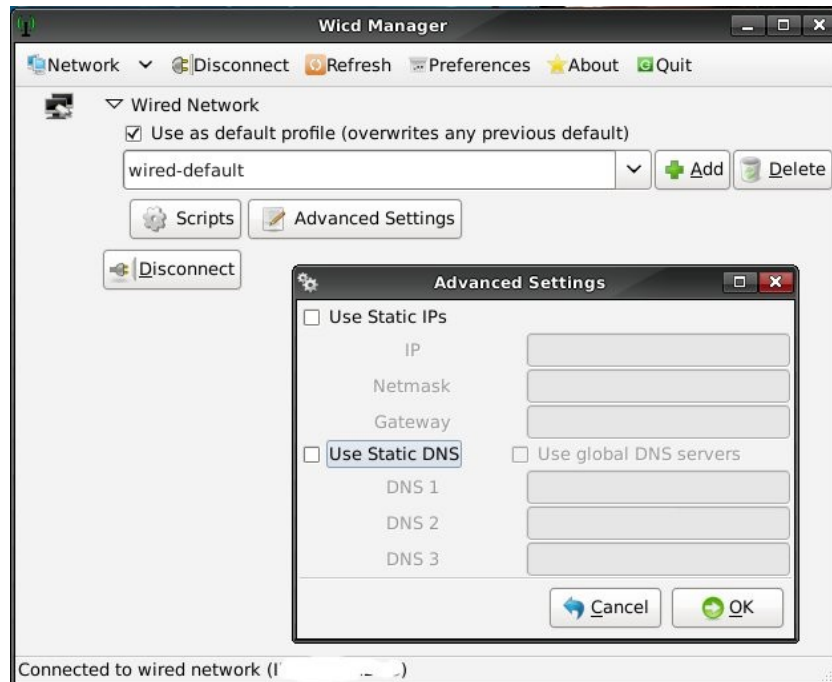 Wicd Manager
Network Disconnect Refresh Preferences About Quit
Wired Network
Use as default profile (overwrites any previous default)
wired-default Add Delete
Scripts Advanced Settings
Disconnect
Advanced Settings
Use Static IPs
IP
Netmask
Gateway
Use Static DNS Use global DNS servers
DNS 1
DNS 2
DNS 3
Cancel OK
Connected to wired network (